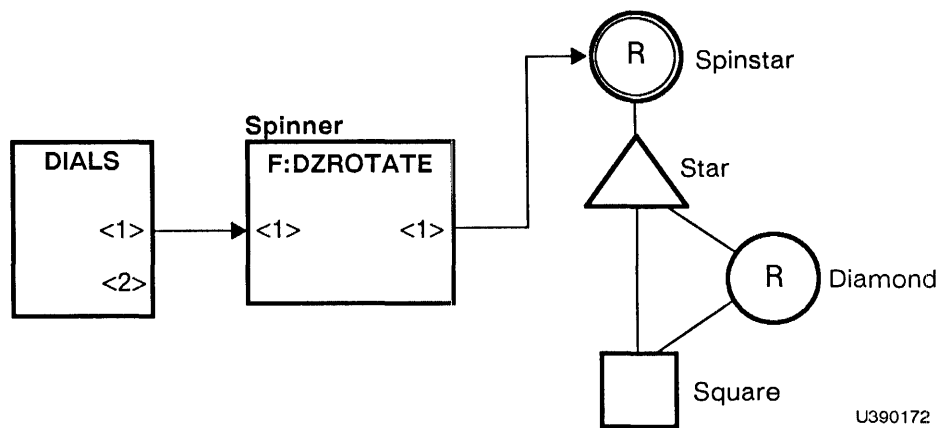 R
Spinstar
Spinner
DIALS
F:DZROTATE
Star
<1>
<1>
<1>
<2>
R
Diamond
Square
U390172